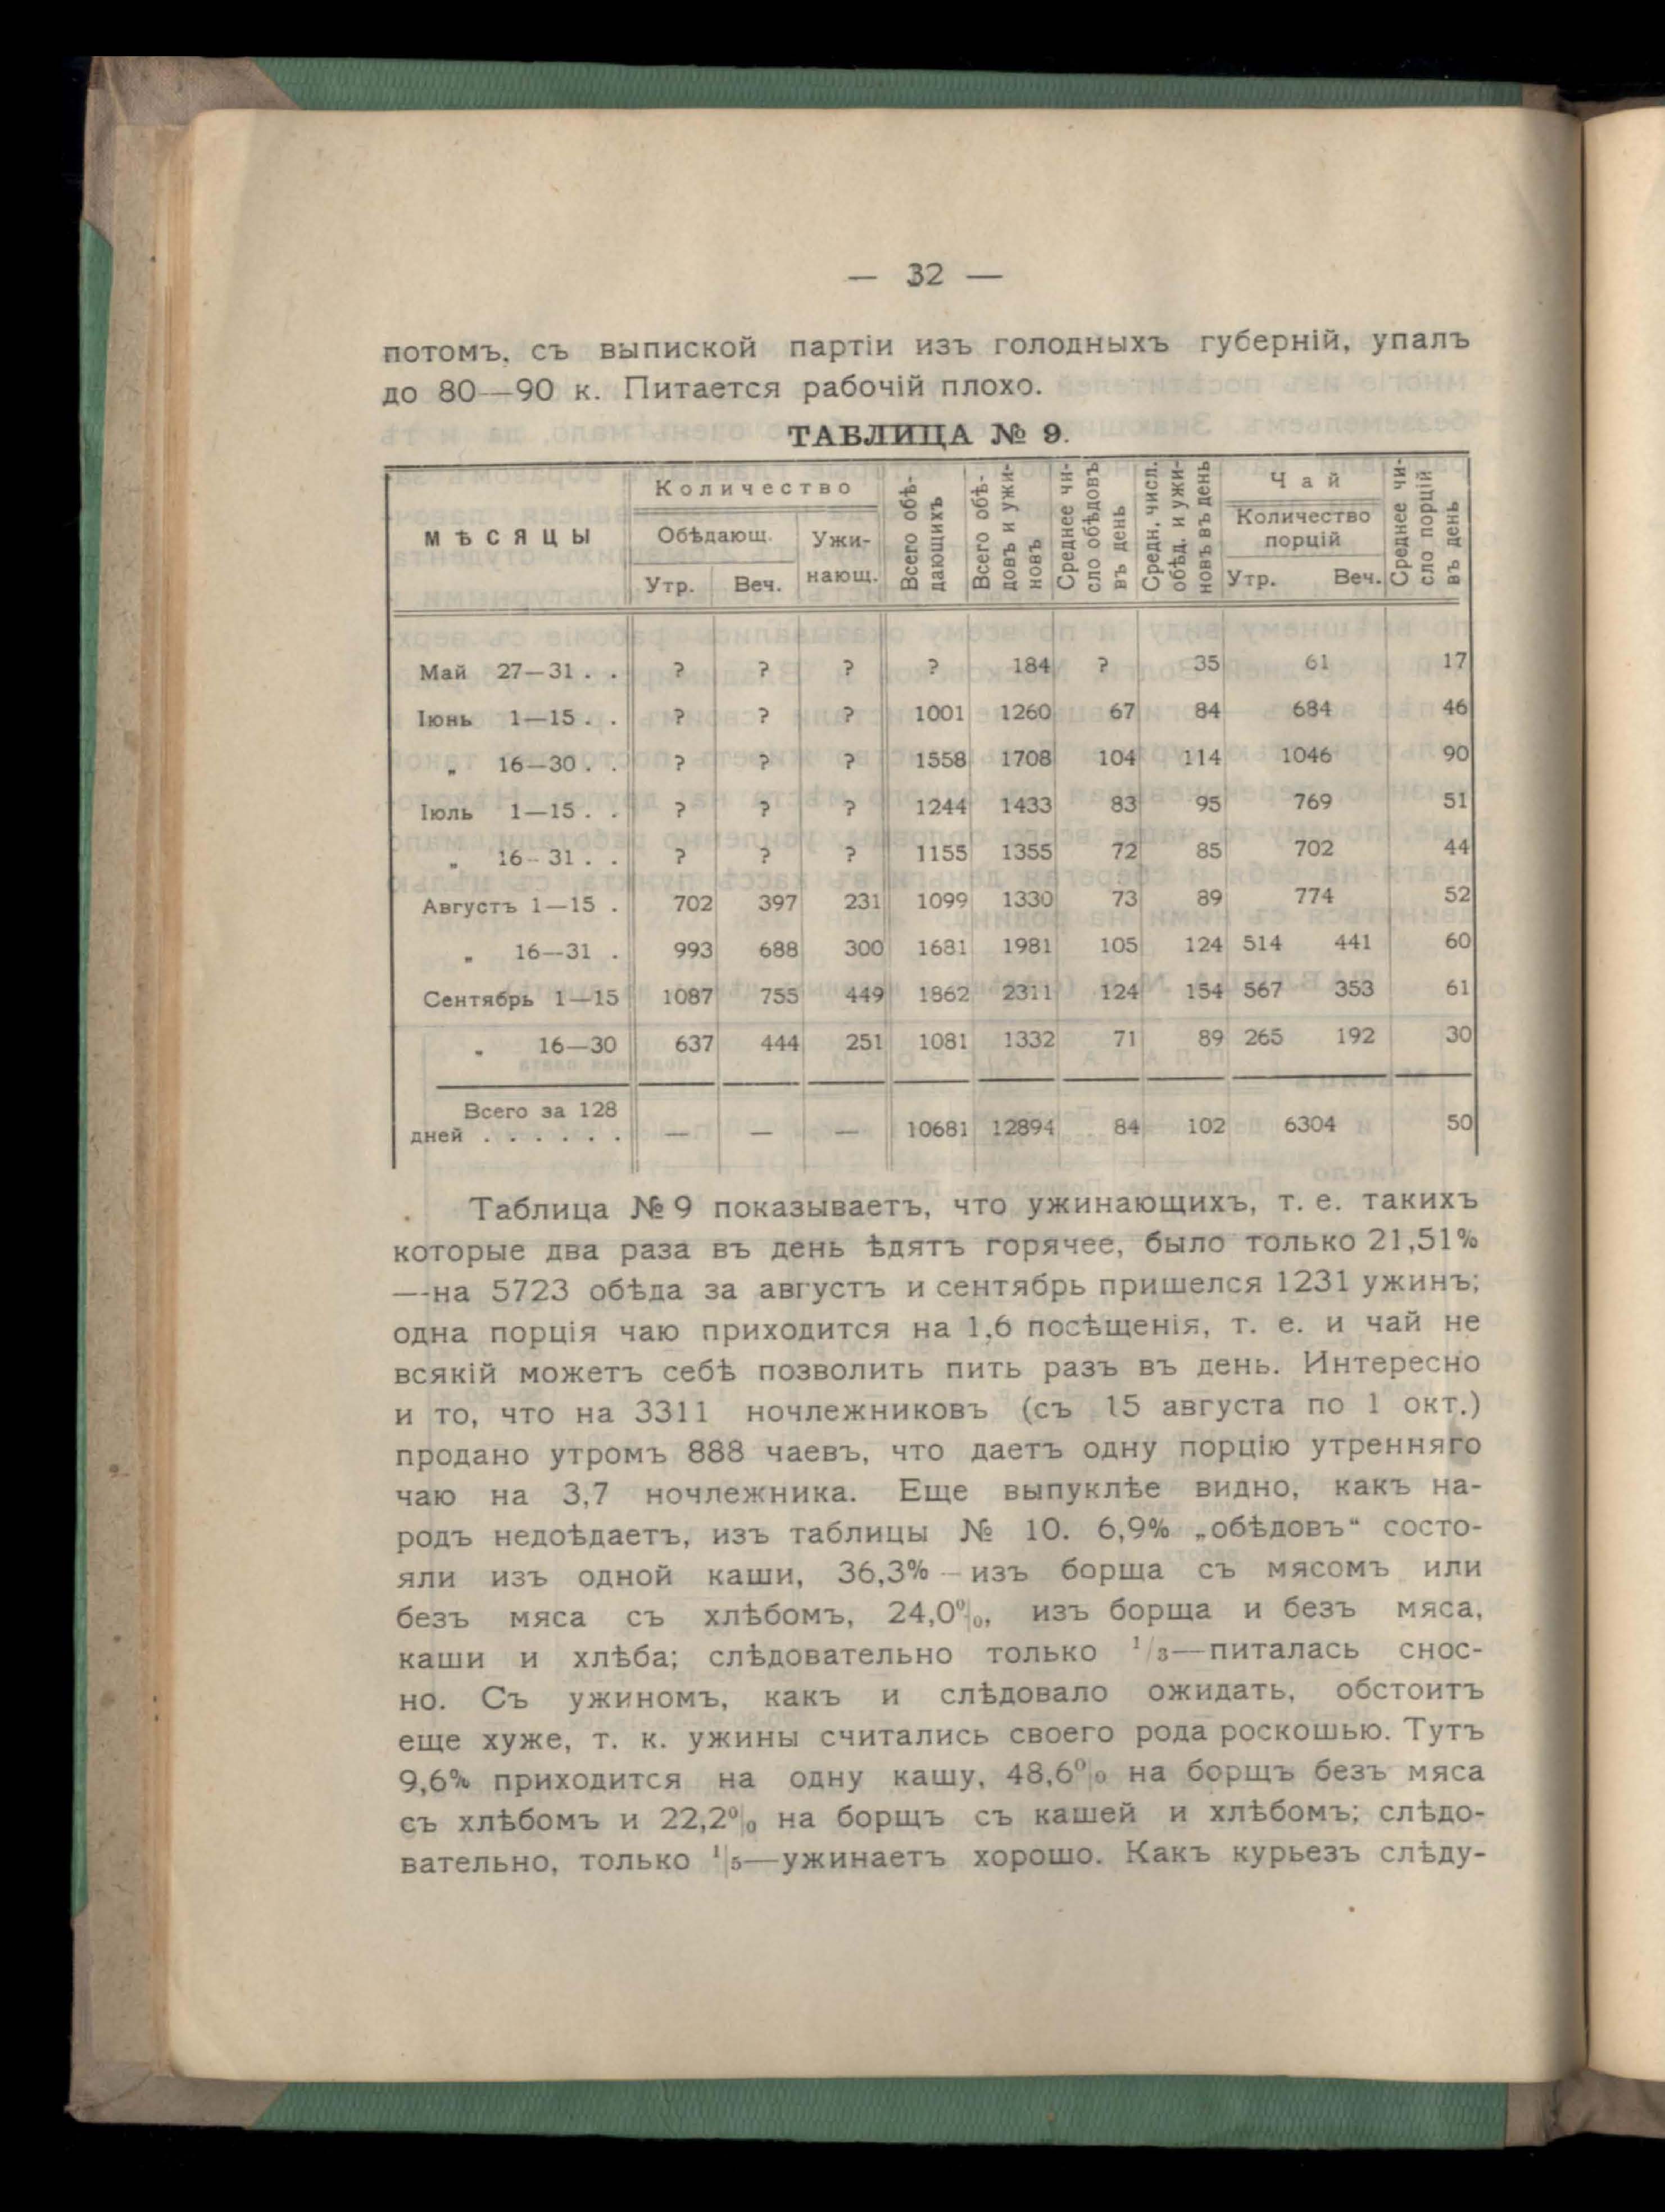 — 32 —
потомъ, съ выпиской партіи изъ голодныхъ губерній, упалъ
до 80—90 к. Питается рабочій плохо.
ТАБЛИЦА № 9.
МѢСЯЦЫ
Количество
Обѣдающ.
Утр. Веч.
Ужи-
нающ.
Всего обѣ-
дающихъ
Всего обѣ-
довъ и ужи-
новъ
Среднее чи-
сло обѣдовъ
въ день
Средн. числ.
обѣд. и ужи-
новъ въ день
Чай
Количество
порцій
Утр. Веч.
Среднее чи-
сло порцій
въ день
Май 27—31 . . ? ? ? ? 184 ? 35 61 17
Іюнь 1—15 . . ? ? ? 1001 1260 67 84 684 46
„ 16—30 . . ? ? ? 1558 1708 104 114 1046 90
Іюль 1—15 . . ? ? ? 1244 1433 83 95 769 51
„ 16-31 . . ? ? ? 1155 1355 72 85 702 44
Августъ 1—15 . 702 397 231 1099 1330 73 89 774 52
„ 16—31 . 993 688 300 1681 1981 105 124 514 441 60
Сентябрь 1—15 1087 755 449 1862 2311 124 154 567 353 61
„ 16—30 637 444 251 1081 1332 71 89 265 192 30
Всего за 128
дней . . . . . . — — — 10681 12894 84 102 6304 50
Таблица № 9 показываетъ, что ужинающихъ, т. е. такихъ
которые два раза въ день ѣдятъ горячее, было только 21,51%
—на 5723 обѣда за августъ и сентябрь пришелся 1231 ужинъ;
одна порція чаю приходится на 1,6 посѣщенія, т. е. и чай не
всякій можетъ себѣ позволить пить разъ въ день. Интересно
и то, что на 3311 ночлежниковъ (съ 15 августа по 1 окт.)
продано утромъ 888 чаевъ, что даетъ одну порцію утренняго
чаю на 3,7 ночлежника. Еще выпуклѣе видно, какъ на-
родъ недоѣдаетъ, изъ таблицы № 10. 6,9% „обѣдовъ“ состо-
яли изъ одной каши, 36,3% — изъ борща съ мясомъ или
безъ мяса съ хлѣбомъ, 24,0%, изъ борща и безъ мяса,
каши и хлѣба; слѣдовательно только 1/3—питалась снос-
но. Съ ужиномъ, какъ и слѣдовало ожидать, обстоитъ
еще хуже, т. к. ужины считались своего рода роскошью. Тутъ
9,6% приходится на одну кашу, 48,6% на борщъ безъ мяса
съ хлѣбомъ и 22,2% на борщъ съ кашей и хлѣбомъ; слѣдо-
вательно, только 1/5—ужинаетъ хорошо. Какъ курьезъ слѣду-